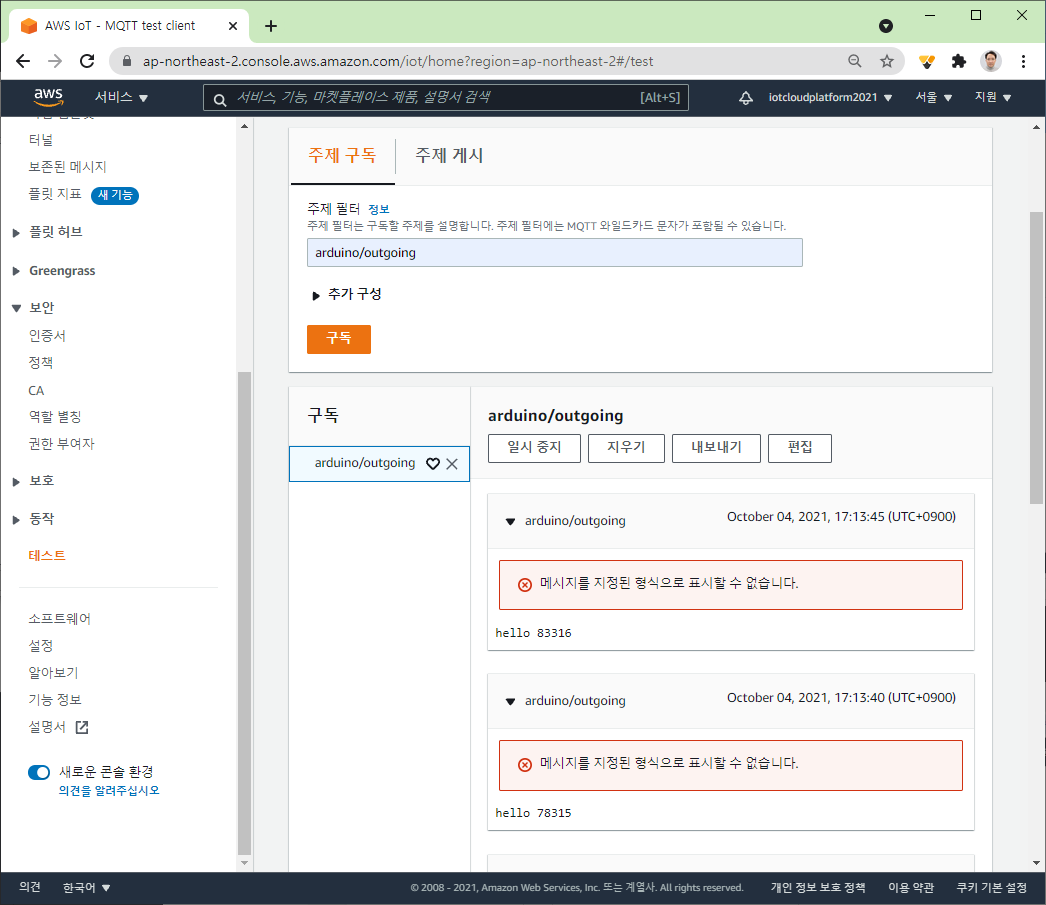 AWS IoT - MQTT test client
ap-northeast-2.console.aws.amazon.com/iot/home?region=ap-northeast-2#/test
aws
서비스
서비스, 기능, 마켓플레이스 제품, 설명서 검색
[Alt+S]
iotcloudplatform2021
서울
지원
터널
보존된 메시지
플릿 지표 새 기능
플릿 허브
Greengrass
보안
인증서
정책
CA
역할 별칭
권한 부여자
보호
동작
테스트
소프트웨어
설정
알아보기
기능 정보
설명서
새로운 콘솔 환경
의견을 알려주십시오
주제 구독
주제 게시
주제 필터 정보
주제 필터는 구독할 주제를 설명합니다. 주제 필터에는 MQTT 와일드카드 문자가 포함될 수 있습니다.
arduino/outgoing
추가 구성
구독
구독
arduino/outgoing
arduino/outgoing
일시 중지
지우기
내보내기
편집
arduino/outgoing
October 04, 2021, 17:13:45 (UTC+0900)
메시지를 지정된 형식으로 표시할 수 없습니다.
hello 83316
arduino/outgoing
October 04, 2021, 17:13:40 (UTC+0900)
메시지를 지정된 형식으로 표시할 수 없습니다.
hello 78315
의견
한국어
© 2008 - 2021, Amazon Web Services, Inc. 또는 계열사. All rights reserved.
개인 정보 보호 정책
이용 약관
쿠키 기본 설정